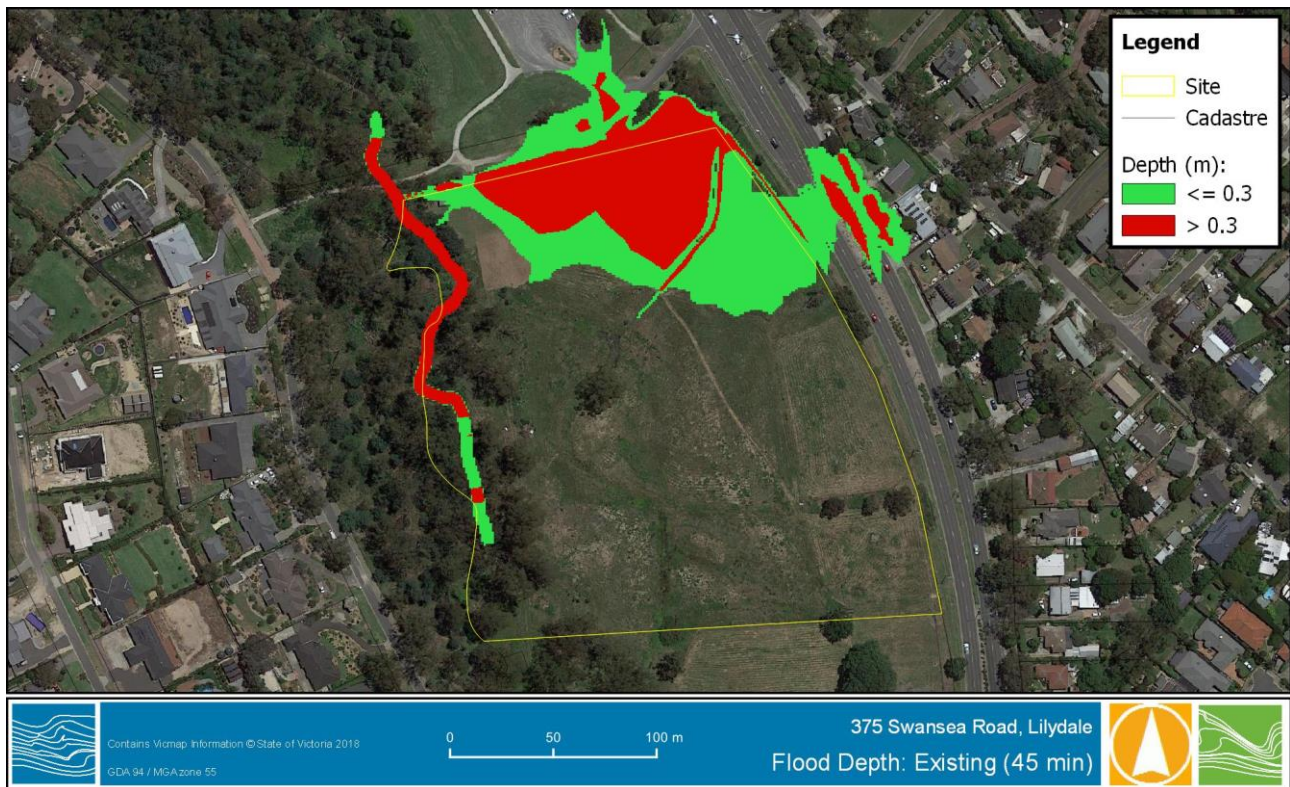 Legend
Site
Cadastre
Depth (m):
<= 0.3
> 0.3
Contains Vicmap Information © State of Victoria 2018
GDA 94 / MGA zone 55
0 50 100 m
375 Swansea Road, Lilydale
Flood Depth: Existing (45 min)